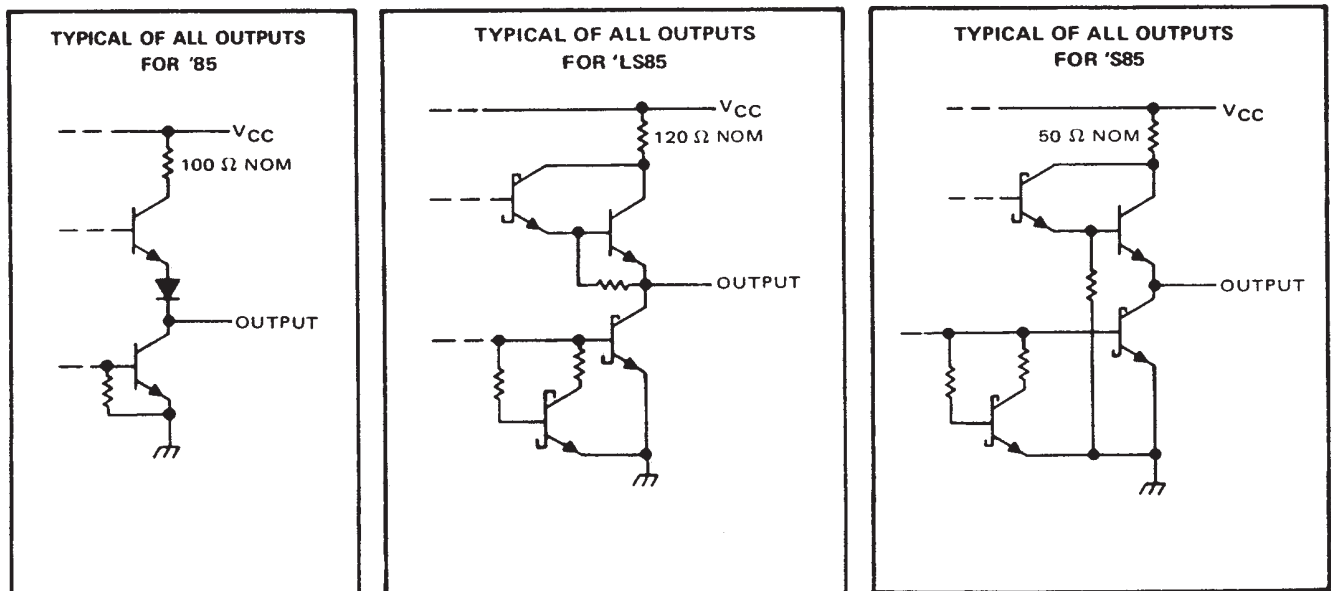 TYPICAL OF ALL OUTPUTS
FOR '85
VCC
100 Ω NOM
OUTPUT
TYPICAL OF ALL OUTPUTS
FOR 'LS85
VCC
120 Ω NOM
OUTPUT
TYPICAL OF ALL OUTPUTS
FOR 'S85
VCC
50 Ω NOM
OUTPUT